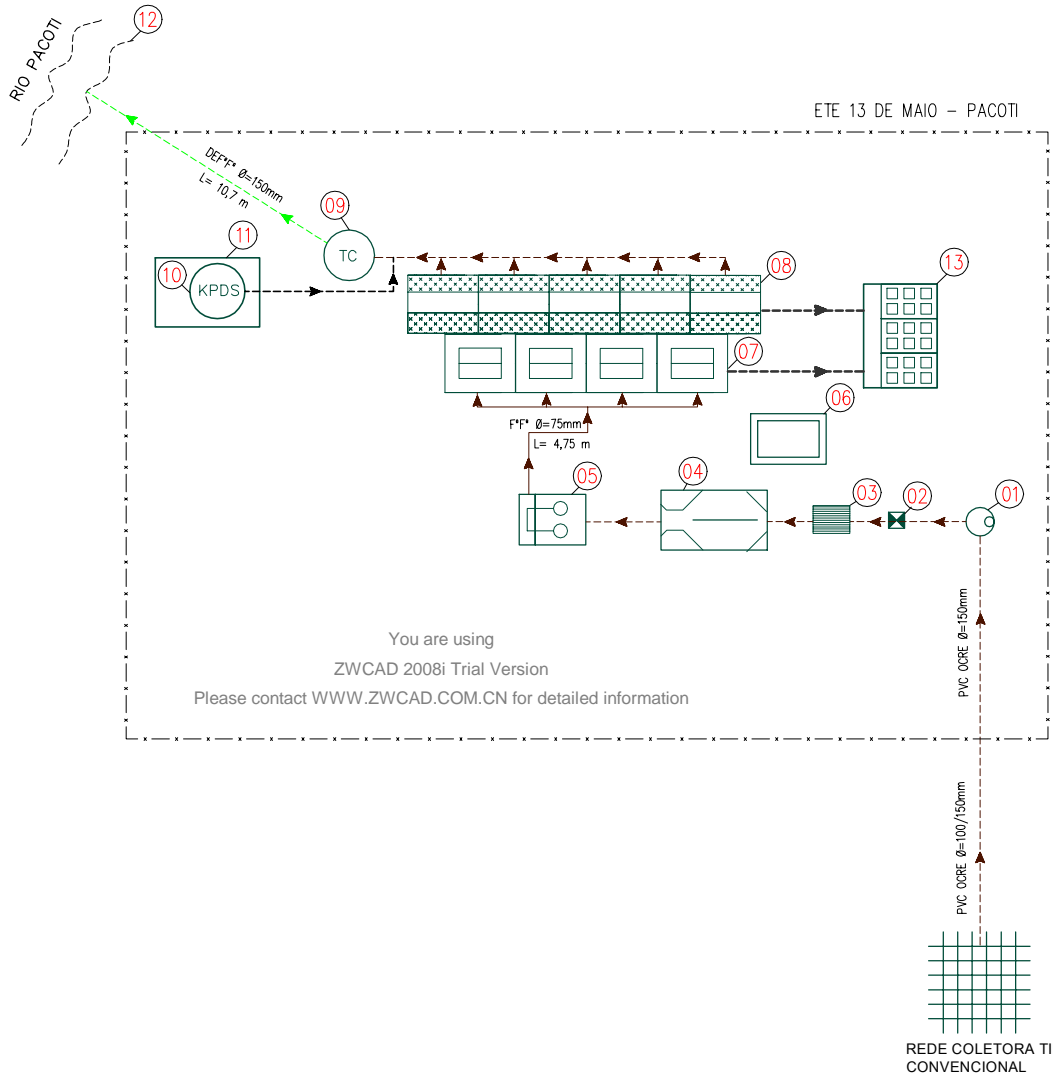 12
RIO PACOTI
ETE 13 DE MAIO - PACOTI
DEFºFº Ø=150mm
L= 10,7 m
09
TC
11
10
KPDS
08
13
07
06
FºFº Ø=75mm
L= 4,75 m
05
04
03
02
01
PVC OCRE Ø=150mm
You are using
ZWCAD 2008i Trial Version
Please contact WWW.ZWCAD.COM.CN for detailed information
PVC OCRE Ø=100/150mm
REDE COLETORA TI
CONVENCIONAL